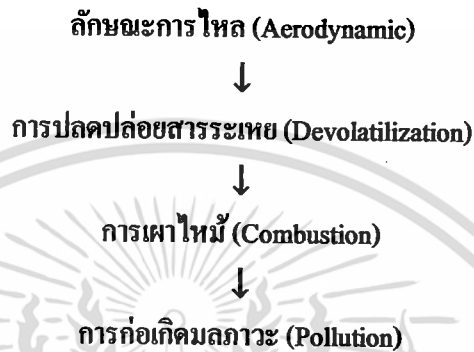 ลักษณะการไหล (Aerodynamic)
↓
การปลดปล่อยสารระเหย (Devolatilization)
↓
การเผาไหม้ (Combustion)
↓
การก่อเกิดมลภาวะ (Pollution)